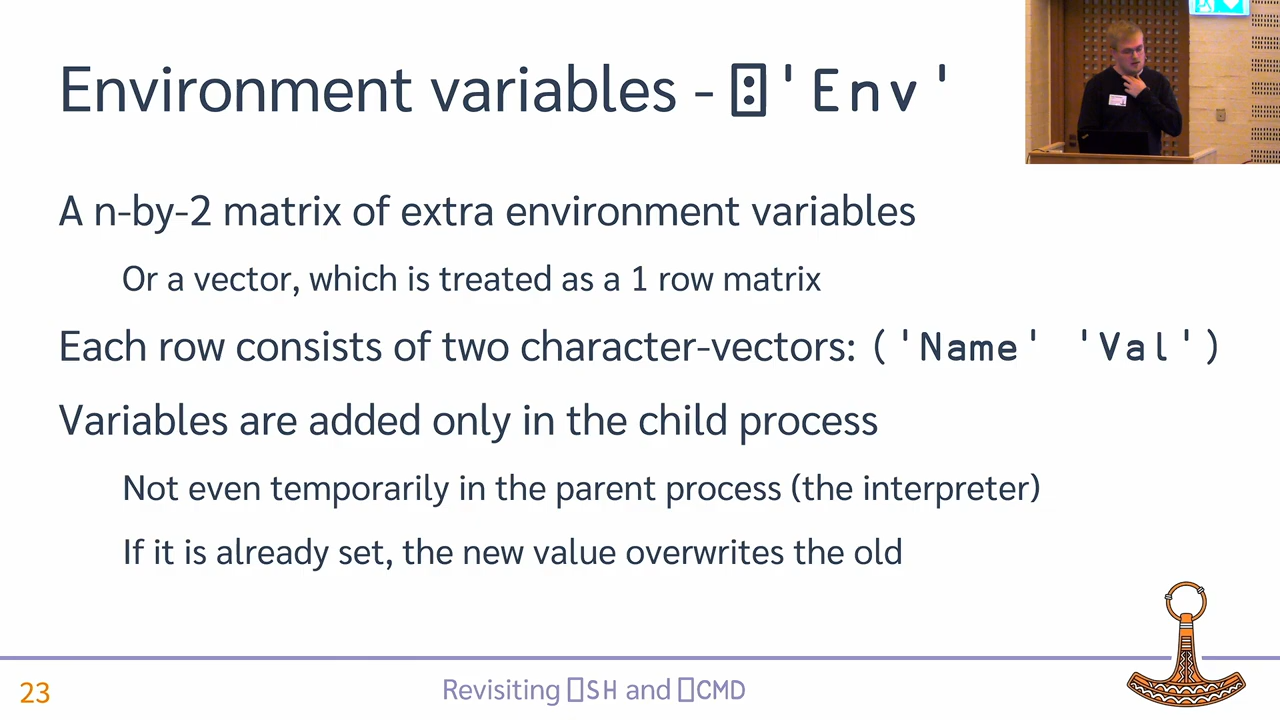 Environment variables - ⍠'Env'
A n-by-2 matrix of extra environment variables
Or a vector, which is treated as a 1 row matrix
Each row consists of two character-vectors: ('Name' 'Val')
Variables are added only in the child process
Not even temporarily in the parent process (the interpreter)
If it is already set, the new value overwrites the old
23
Revisiting ⎕SH and ⎕CMD